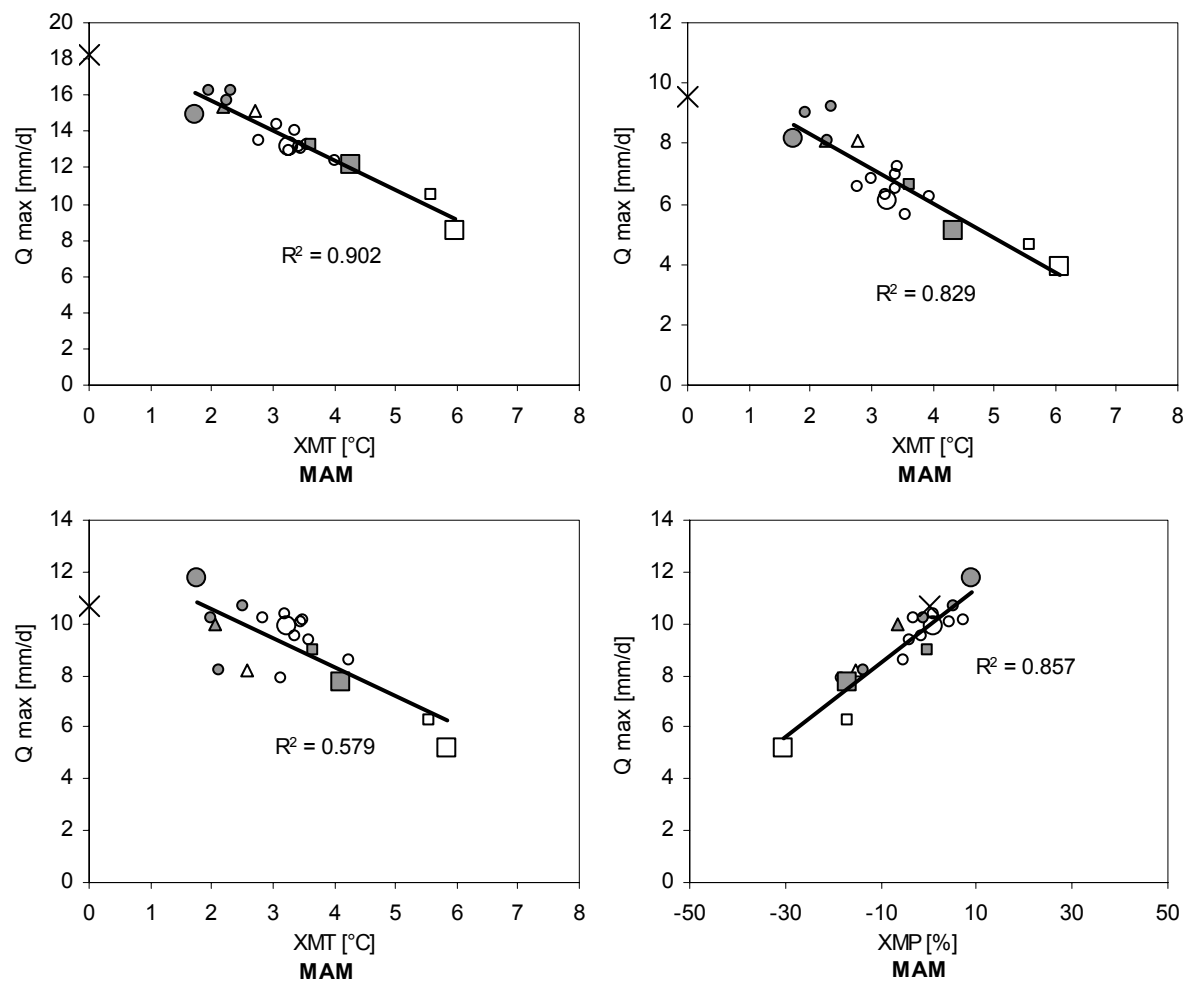 20
18
16
14
12
10
8
6
4
2
0
Q max [mm/d]
R² = 0.902
0 1 2 3 4 5 6 7 8
XMT [°C]
MAM
12
10
8
6
4
2
0
Q max [mm/d]
R² = 0.829
0 1 2 3 4 5 6 7 8
XMT [°C]
MAM
14
12
10
8
6
4
2
0
Q max [mm/d]
R² = 0.579
0 1 2 3 4 5 6 7 8
XMT [°C]
MAM
14
12
10
8
6
4
2
0
Q max [mm/d]
R² = 0.857
-50 -30 -10 10 30 50
XMP [%]
MAM